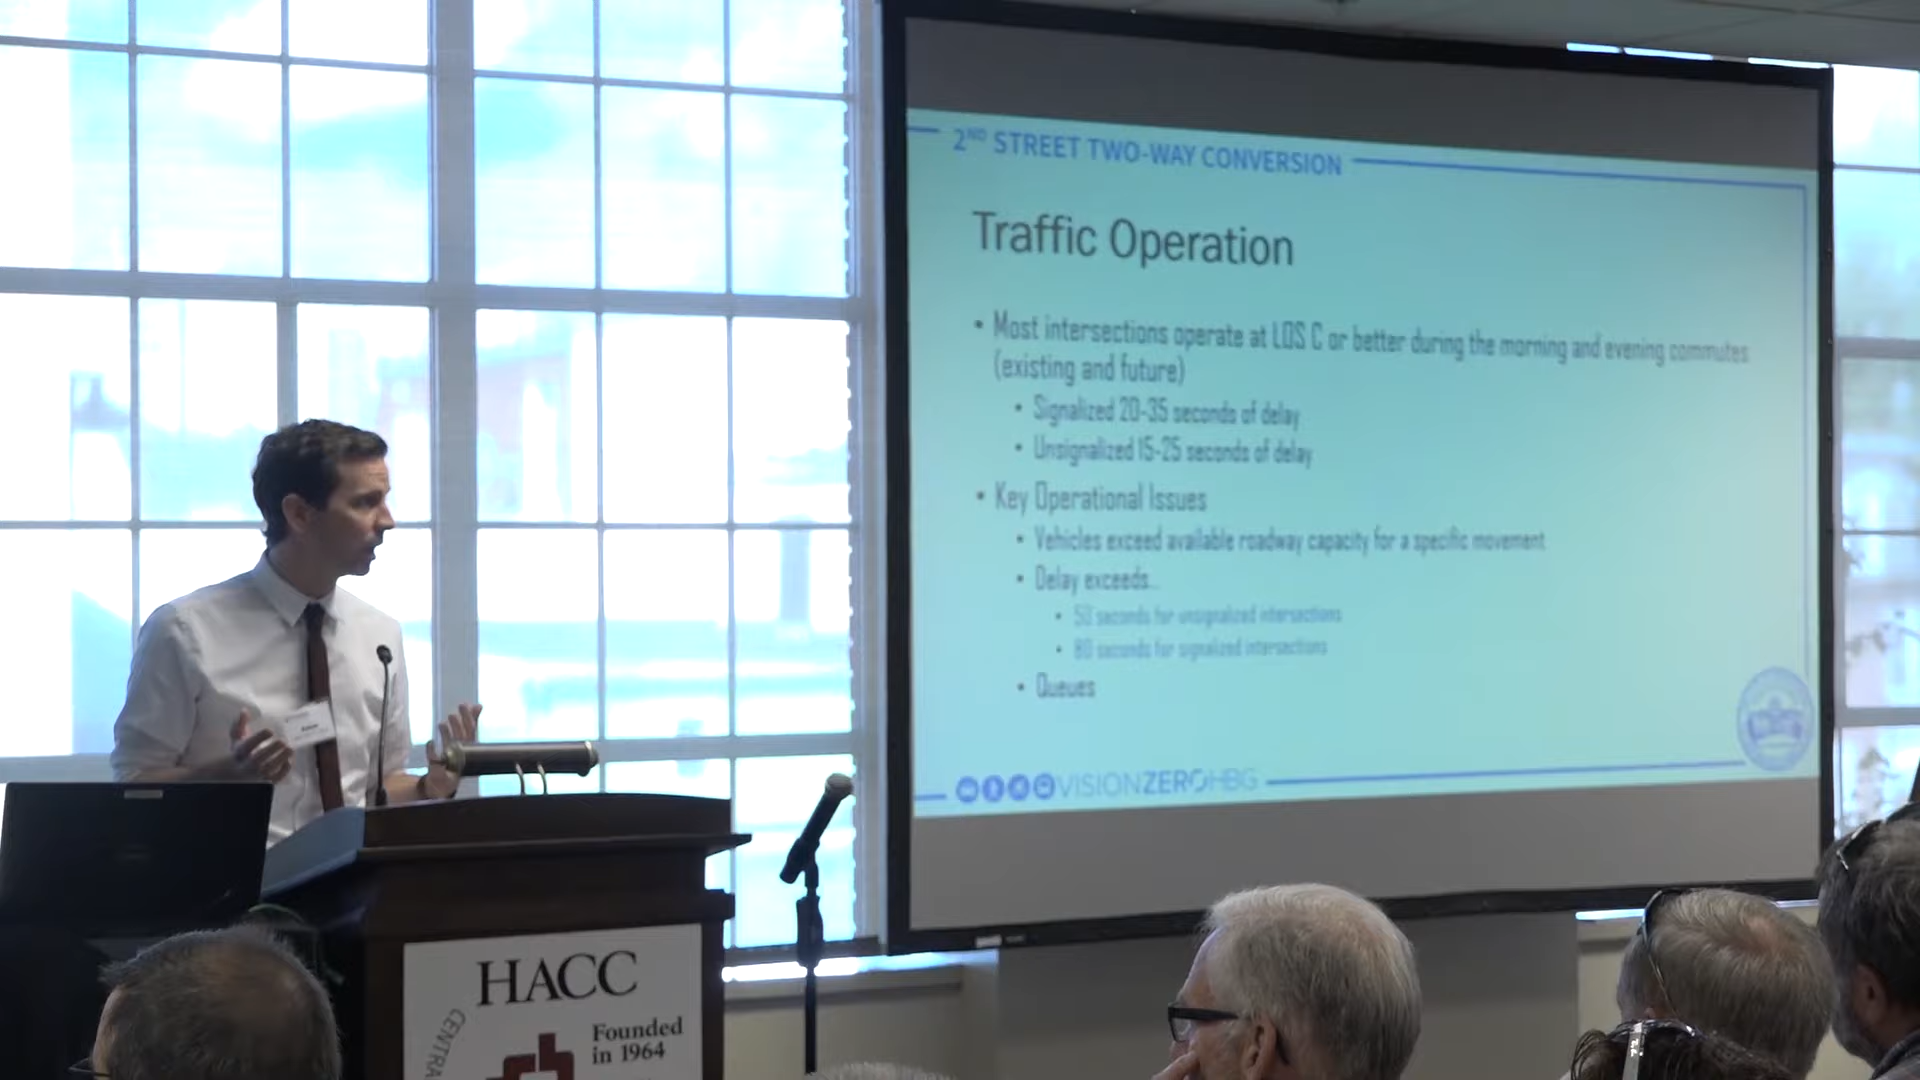 2ND STREET TWO-WAY CONVERSION
Traffic Operation
• Most intersections operate at LOS C or better during the morning and evening commutes
(existing and future)
• Signalized 20-35 seconds of delay
• Unsignalized 15-25 seconds of delay
• Key Operational Issues
• Vehicles exceed available roadway capacity for a specific movement
• Delay exceeds...
• 50 seconds for unsignalized intersections
• 80 seconds for signalized intersections
• Queues
VISIONZEROHBG
HACC
CENTRA
Founded
in 1964